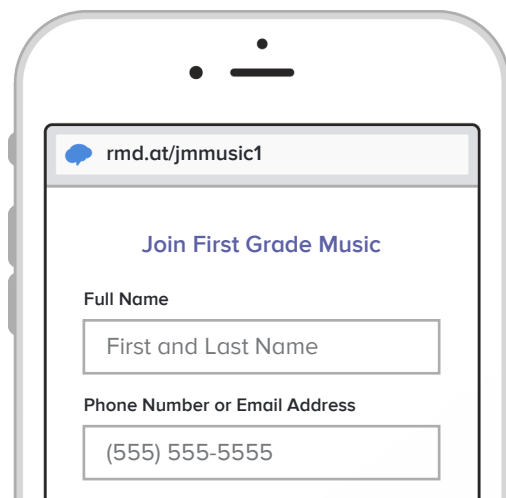 rmd.at/jmmusic1
Join First Grade Music
Full Name
First and Last Name
Phone Number or Email Address
(555) 555-5555